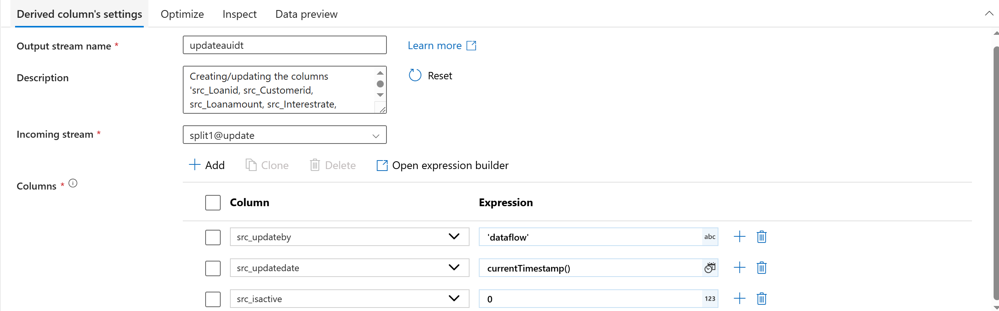 Derived column's settings Optimize Inspect Data preview
Output stream name * updateauidt Learn more
Description Creating/updating the columns Reset
'src_Loanid, src_Customerid,
src_Loanamount, src_Interestrate,
Incoming stream * split1@update
Add Clone Delete Open expression builder
Columns *
Column Expression
src_updateby 'dataflow' abc
src_updatedate currentTimestamp()
src_isactive 0 123